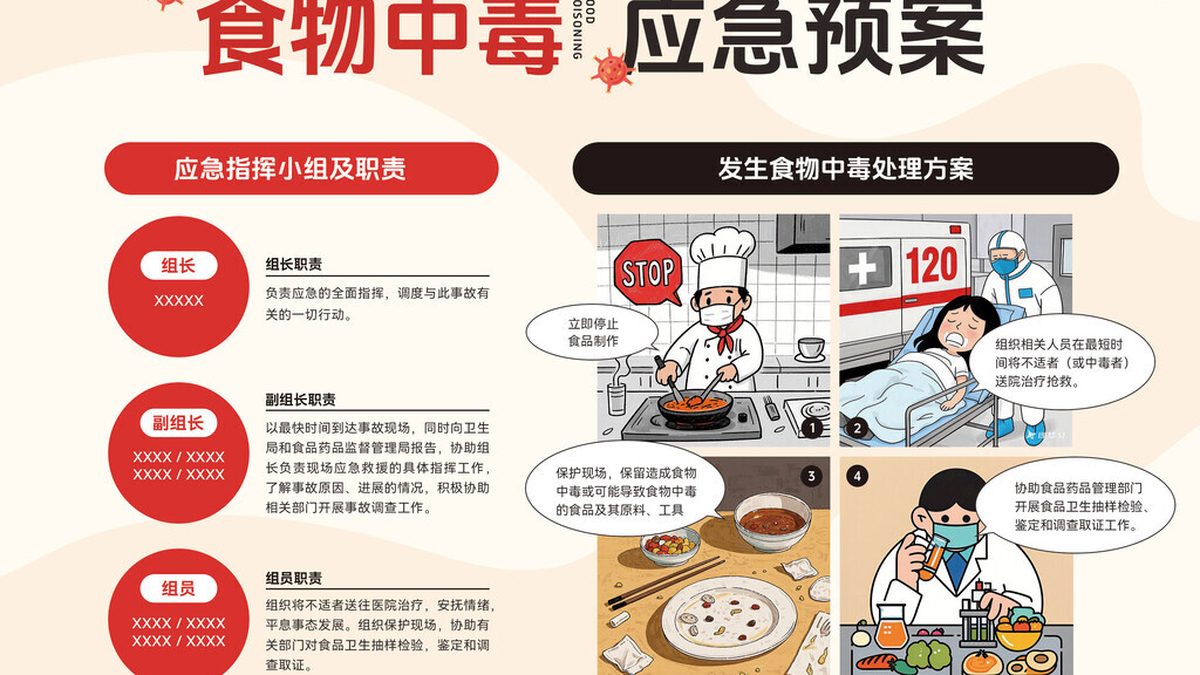 食物中毒
FOOD
POISONING
应急预案
应急指挥小组及职责
组长
XXXXX
组长职责
负责应急的全面指挥，调度与此事故有
关的一切行动。
副组长
XXXX / XXXX
XXXX / XXXX
副组长职责
以最快时间到达事故现场，同时向卫生
局和食品药品监督管理局报告，协助组
长负责现场应急救援的具体指挥工作，
了解事故原因、进展的情况，积极协助
相关部门开展事故调查工作。
组员
XXXX / XXXX
XXXX / XXXX
组员职责
组织将不适者送往医院治疗，安抚情绪，
平息事态发展。组织保护现场，协助有
关部门对食品卫生抽样检验，鉴定和调
查取证。
发生食物中毒处理方案
STOP
立即停止
食品制作
1
120
组织相关人员在最短时
间将不适者（或中毒者）
送院治疗抢救。
2
保护现场，保留造成食物
中毒或可能导致食物中毒
的食品及其原料、工具
3
4
协助食品药品管理部门
开展食品卫生抽样检验、
鉴定和调查取证工作。